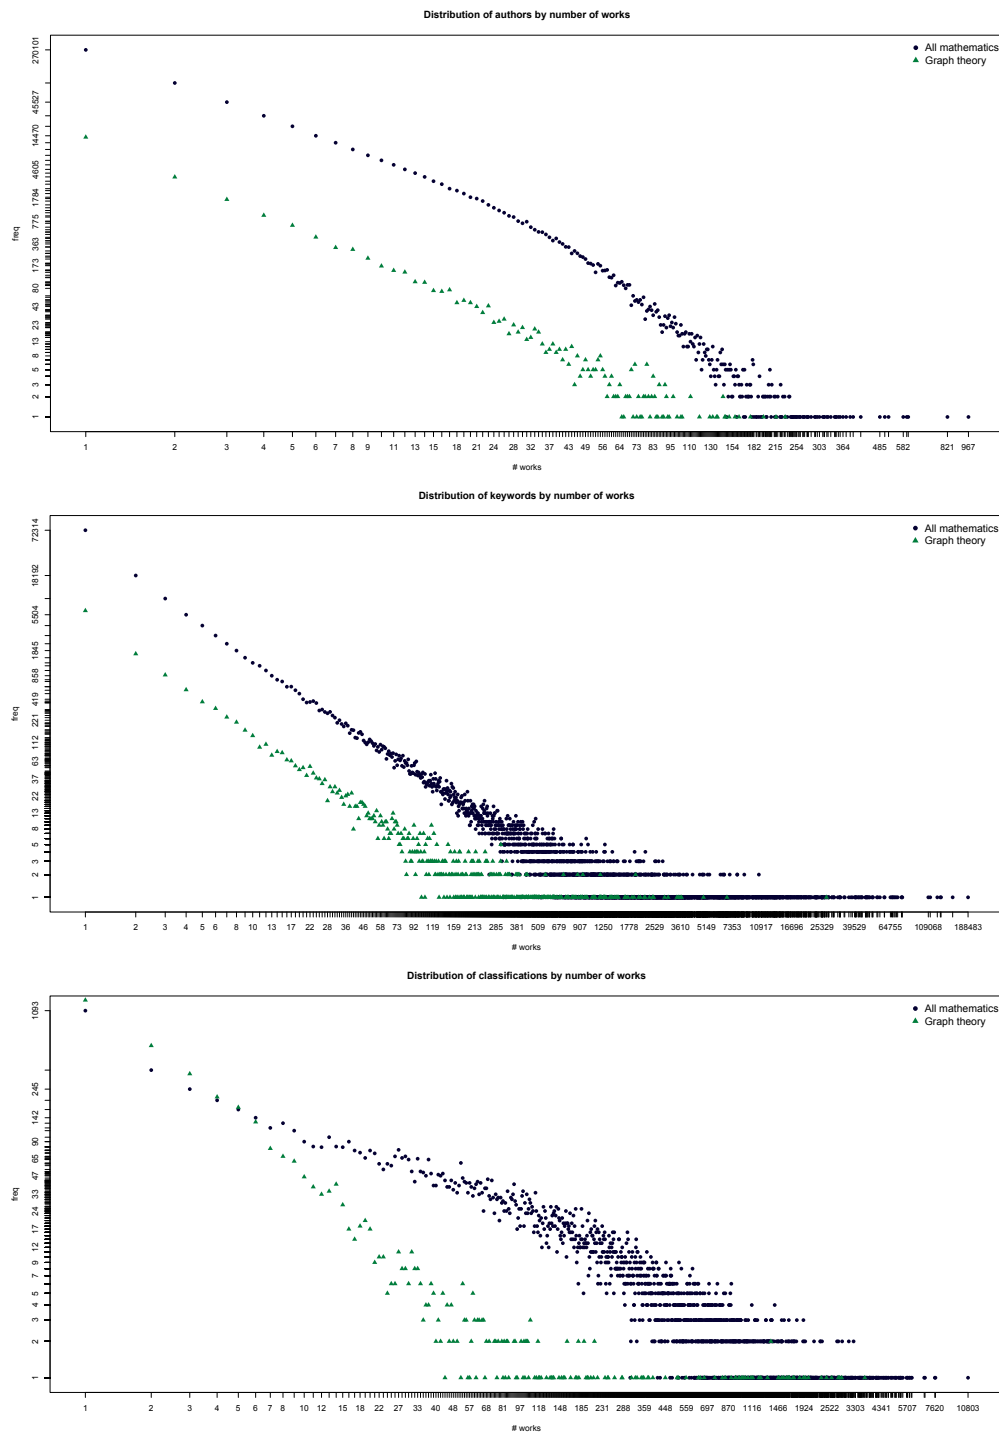 Distribution of authors by number of works
All mathematics
Graph theory
freq
270101
45527
14470
4605
1784
775
363
173
80
43
23
13
8
5
3
2
1
1 2 3 4 5 6 7 8 9 11 13 15 18 21 24 28 32 37 43 49 56 64 73 83 95 110 130 154 182 215 254 303 364 485 582 821 967
# works
Distribution of keywords by number of works
All mathematics
Graph theory
freq
72314
18192
5504
1845
858
419
221
112
63
37
22
13
8
5
3
2
1
1 2 3 4 5 6 8 10 13 17 22 28 36 46 58 73 92 119 159 213 285 381 509 679 907 1250 1778 2529 3610 5149 7353 10917 16696 25329 39529 64755 109068 188483
# works
Distribution of classifications by number of works
All mathematics
Graph theory
freq
1093
245
142
90
65
47
33
24
17
12
9
7
5
4
3
2
1
1 2 3 4 5 6 7 8 10 12 15 18 22 27 33 40 48 57 68 81 97 118 148 185 231 288 359 448 559 697 870 1116 1466 1924 2522 3303 4341 5707 7620 10803
# works